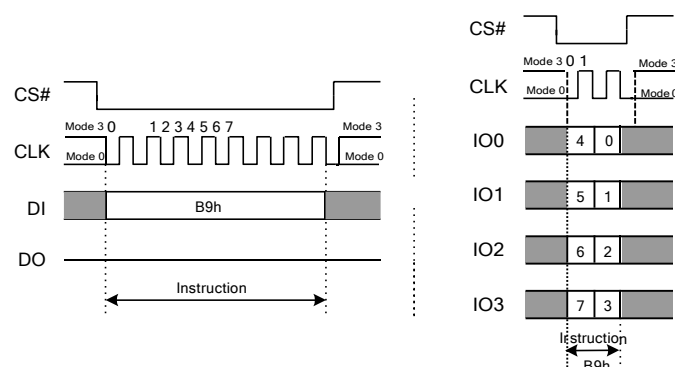 CS#
Mode 3 0 1 2 3 4 5 6 7 Mode 3
CLK
Mode 0 Mode 0
DI B9h
DO
Instruction
CS#
Mode 3 0 1 Mode 3
CLK
Mode 0 Mode 0
IO0 4 0
IO1 5 1
IO2 6 2
IO3 7 3
Instruction
B9h